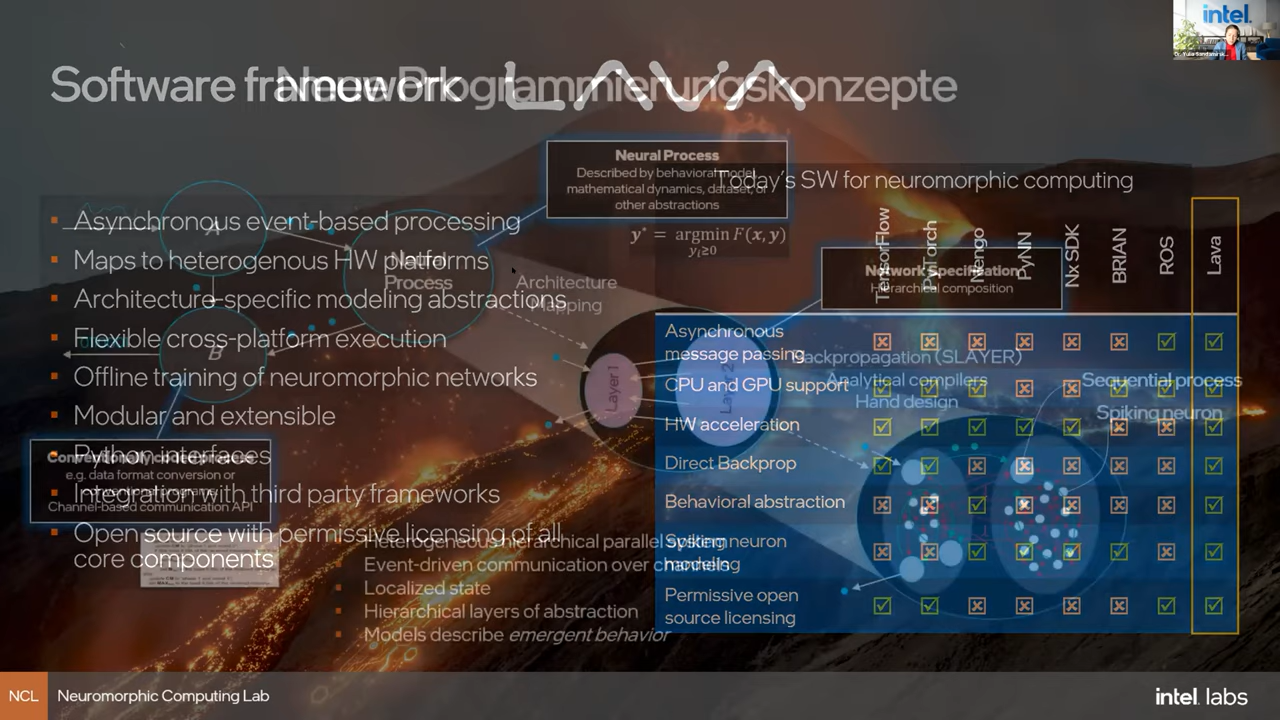 intel.
Software framework LAVA
Neue Programmierungskonzepte
Neural Process
Described by behavioral model,
mathematical dynamics, dataset, or
other abstractions
y* = argmin F(x, y)
yᵢ≥0
Today's SW for neuromorphic computing
Asynchronous event-based processing
Maps to heterogenous HW platforms
Architecture-specific modeling abstractions
Flexible cross-platform execution
Offline training of neuromorphic networks
Modular and extensible
Python interfaces
Integration with third party frameworks
Open source with permissive licensing of all
core components
A
B
Process
Architecture
Mapping
Layer 1
Layer 2
Network Specification
Hierarchical composition
TensorFlow
PyTorch
Nengo
PyNN
Nx SDK
BRIAN
ROS
Lava
Asynchronous
message passing
CPU and GPU support
HW acceleration
Direct Backprop
Behavioral abstraction
Spiking neuron
modeling
Permissive open
source licensing
Backpropagation (SLAYER)
Analytical compilers
Hand design
Sequential process
Spiking neuron
e.g. data format conversion or
Channel-based communication API
Heterogeneous hierarchical parallel system
Event-driven communication over channels
Localized state
Hierarchical layers of abstraction
Models describe emergent behavior
NCL
Neuromorphic Computing Lab
intel labs